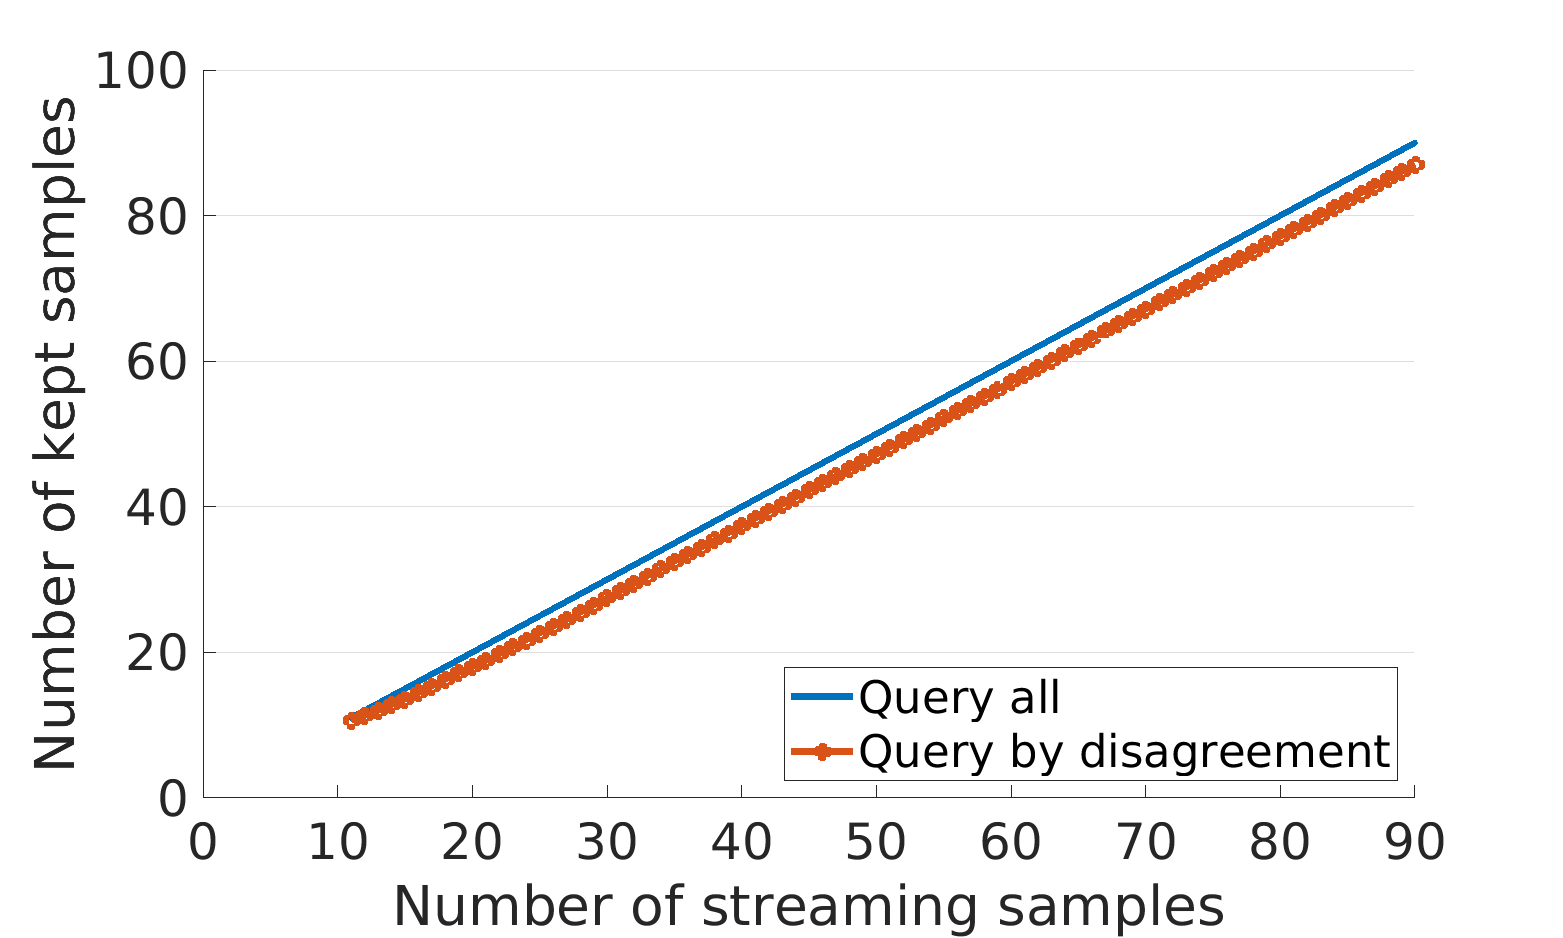 Number of kept samples
100
80
60
40
20
0
0 10 20 30 40 50 60 70 80 90
Number of streaming samples
Query all
Query by disagreement